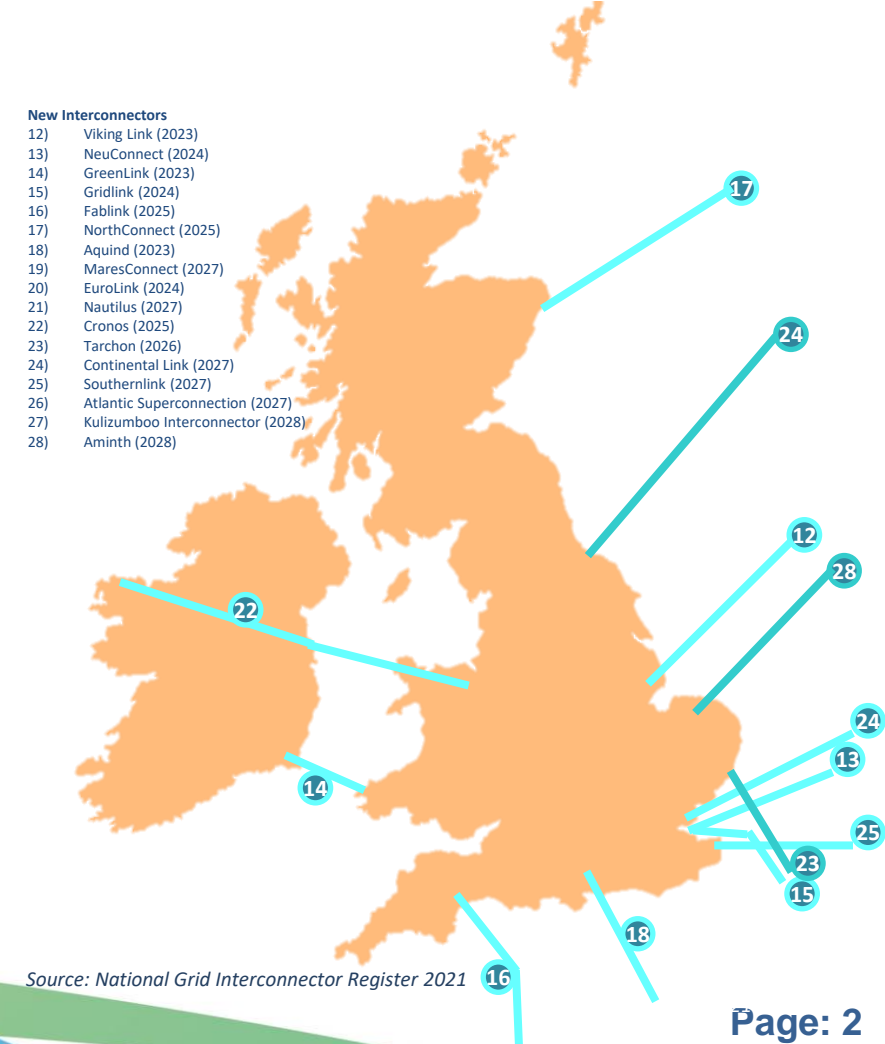 New Interconnectors
12) Viking Link (2023)
13) NeuConnect (2024)
14) GreenLink (2023)
15) Gridlink (2024)
16) Fablink (2025)
17) NorthConnect (2025)
18) Aquind (2023)
19) MaresConnect (2027)
20) EuroLink (2024)
21) Nautilus (2027)
22) Cronos (2025)
23) Tarchon (2026)
24) Continental Link (2027)
25) Southernlink (2027)
26) Atlantic Superconnection (2027)
27) Kulizumboo Interconnector (2028)
28) Aminth (2028)
17
24
12
28
22
24
13
14
25
23
15
18
16
Source: National Grid Interconnector Register 2021
Page: 2